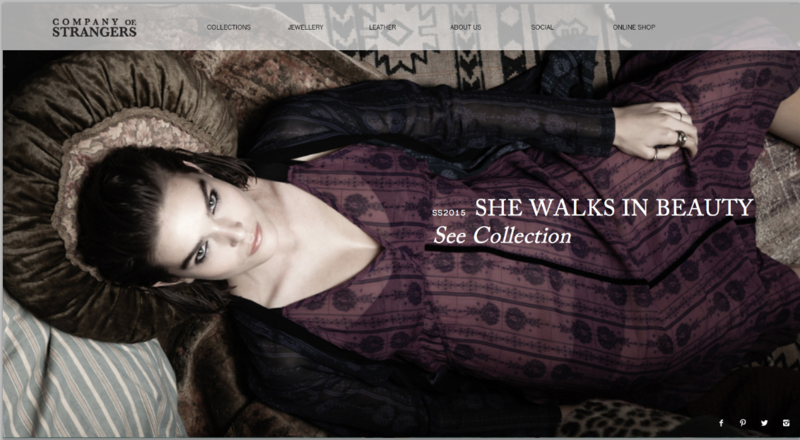 COMPANY OF
STRANGERS
COLLECTIONS JEWELLERY LEATHER ABOUT US SOCIAL ONLINE SHOP
SS2015 SHE WALKS IN BEAUTY
See Collection